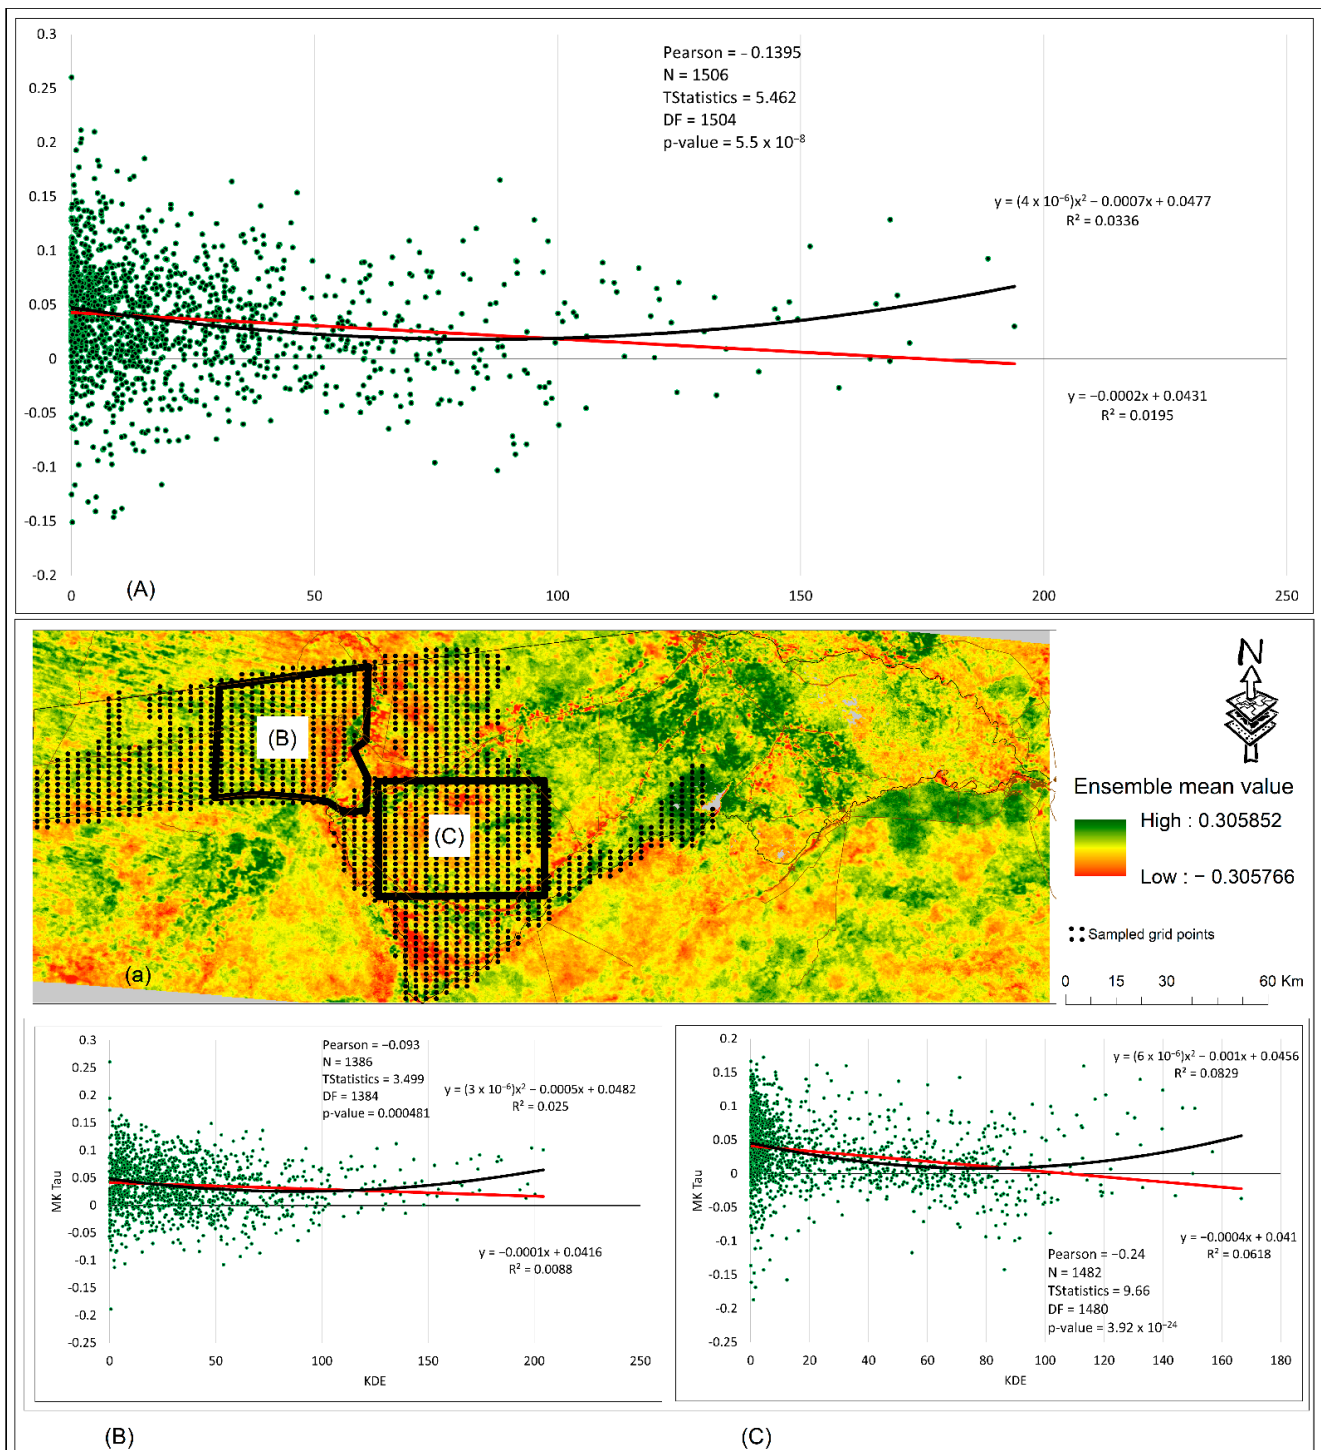 0.3
0.25
0.2
0.15
0.1
0.05
0
-0.05
-0.1
-0.15
-0.2
0
50
100
150
200
250
Pearson = – 0.1395
N = 1506
TStatistics = 5.462
DF = 1504
p-value = 5.5 x 10⁻⁸
y = (4 x 10⁻⁶)x² – 0.0007x + 0.0477
R² = 0.0336
y = –0.0002x + 0.0431
R² = 0.0195
(A)
(B)
(C)
(a)
N
Ensemble mean value
High : 0.305852
Low : – 0.305766
Sampled grid points
0 15 30 60 Km
0.3
0.25
0.2
0.15
0.1
0.05
0
-0.05
-0.1
-0.15
-0.2
-0.25
MK Tau
0
50
100
150
200
250
KDE
Pearson = –0.093
N = 1386
TStatistics = 3.499
DF = 1384
p-value = 0.000481
y = (3 x 10⁻⁶)x² – 0.0005x + 0.0482
R² = 0.025
y = -0.0001x + 0.0416
R² = 0.0088
(B)
0.2
0.15
0.1
0.05
0
-0.05
-0.1
-0.15
-0.2
-0.25
MK Tau
0
20
40
60
80
100
120
140
160
180
KDE
y = (6 x 10⁻⁶)x² - 0.001x + 0.0456
R² = 0.0829
y = –0.0004x + 0.041
R² = 0.0618
Pearson = –0.24
N = 1482
TStatistics = 9.66
DF = 1480
p-value = 3.92 x 10⁻²⁴
(C)